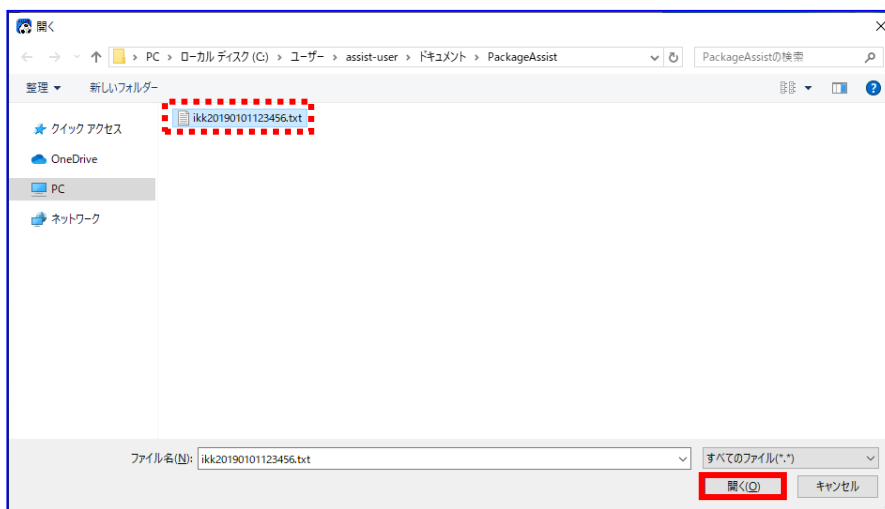 開く
PC › ローカル ディスク (C:) › ユーザー › assist-user › ドキュメント › PackageAssist
PackageAssistの検索
整理 新しいフォルダー
クイック アクセス
ikk20190101123456.txt
OneDrive
PC
ネットワーク
ファイル名(N): ikk20190101123456.txt
すべてのファイル(*.*)
開く(O) キャンセル